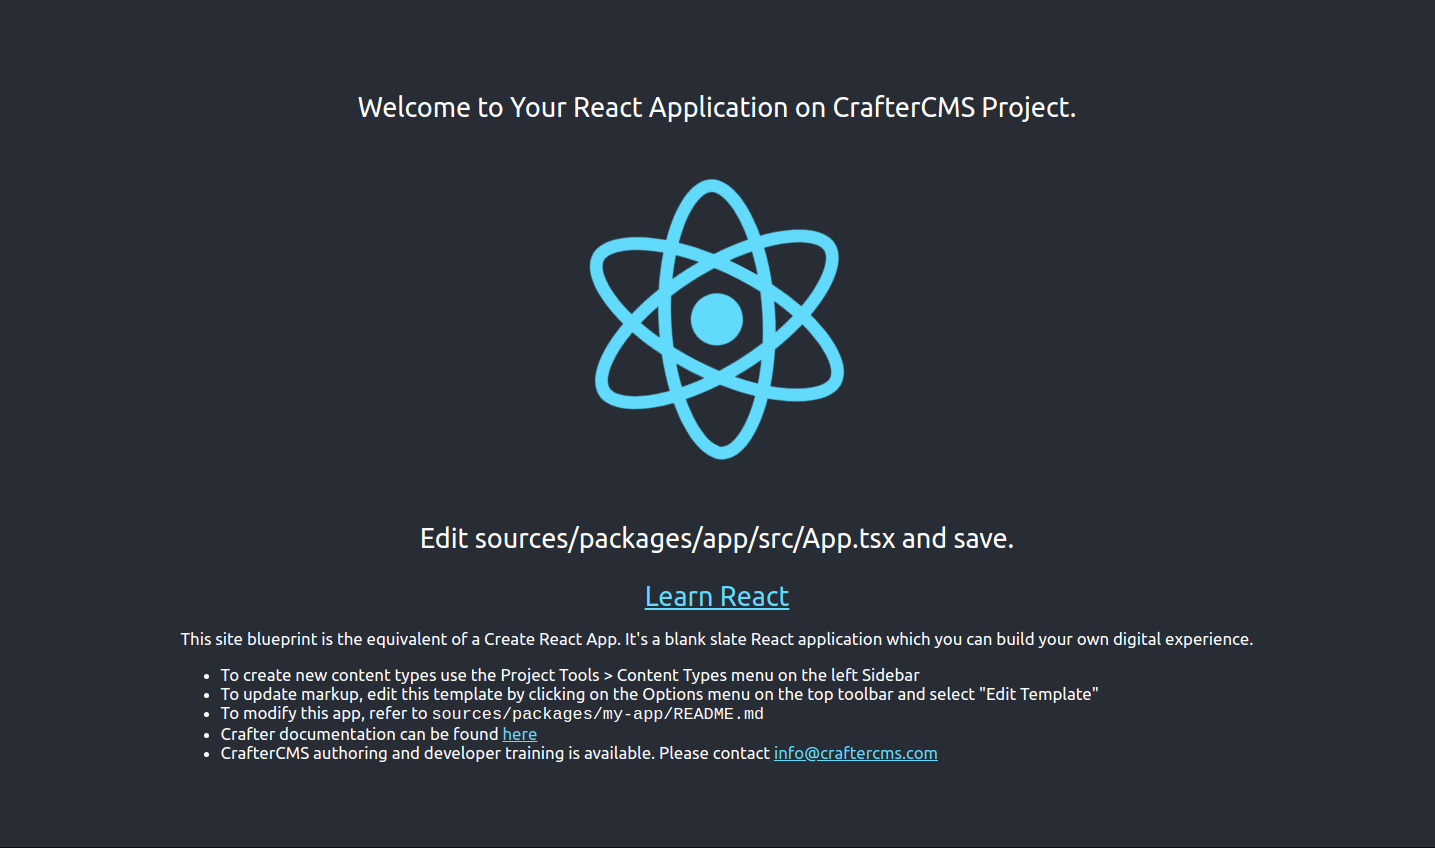 Welcome to Your React Application on CrafterCMS Project.
Edit sources/packages/app/src/App.tsx and save.
Learn React
This site blueprint is the equivalent of a Create React App. It's a blank slate React application which you can build your own digital experience.
• To create new content types use the Project Tools > Content Types menu on the left Sidebar
• To update markup, edit this template by clicking on the Options menu on the top toolbar and select "Edit Template"
• To modify this app, refer to sources/packages/my-app/README.md
• Crafter documentation can be found here
• CrafterCMS authoring and developer training is available. Please contact info@craftercms.com